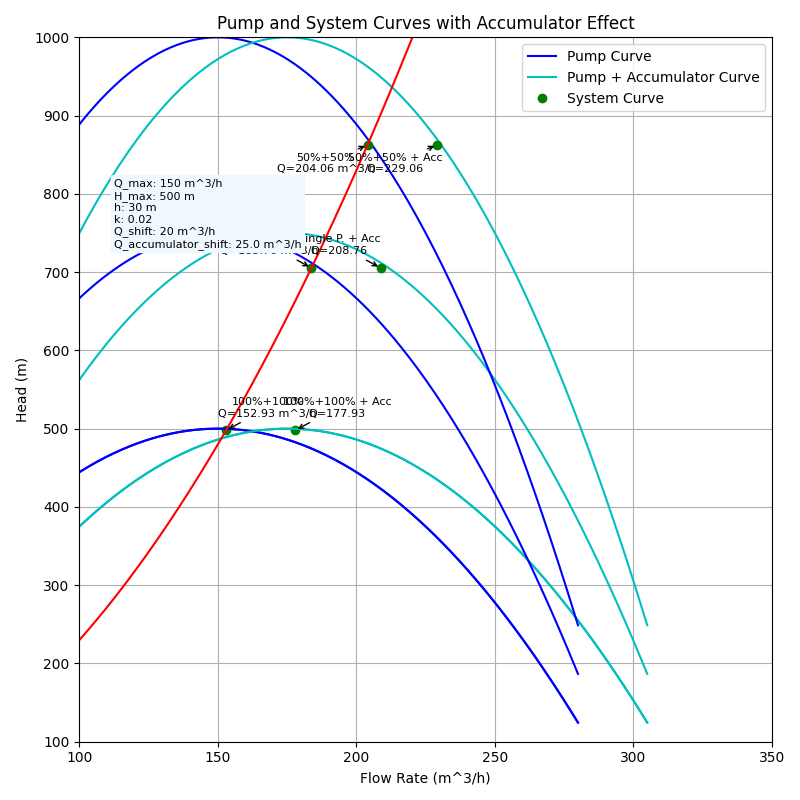 Pump and System Curves with Accumulator Effect
Pump Curve
Pump + Accumulator Curve
System Curve
50%+50%
Q=204.06 m^3/h
50%+50% + Acc
Q=229.06
Q_max: 150 m^3/h
H_max: 500 m
h: 30 m
k: 0.02
Q_shift: 20 m^3/h
Q_accumulator_shift: 25.0 m^3/h
P. + Acc
Q=208.76
100%+100%
Q=152.93 m^3/h
100%+100% + Acc
Q=177.93
1000
900
800
700
600
500
400
300
200
100
Head (m)
100
150
200
250
300
350
Flow Rate (m^3/h)